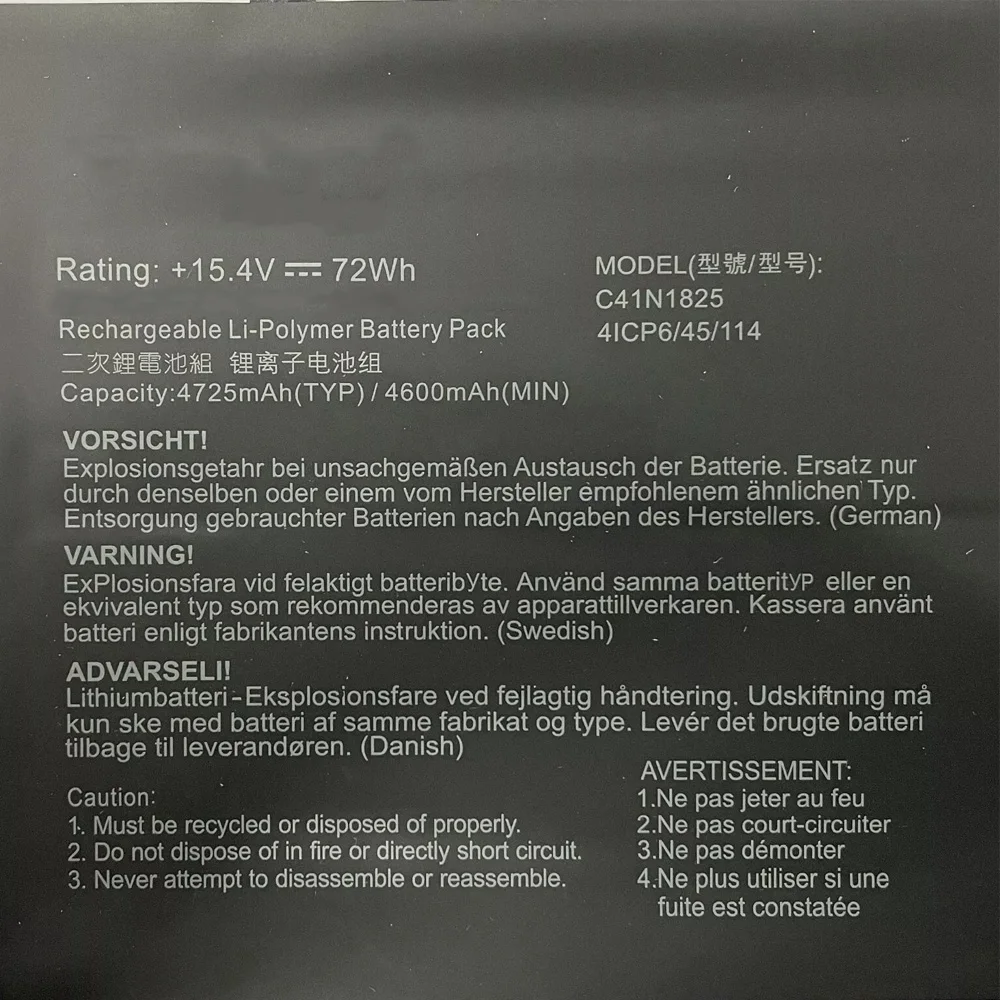 Rating: +15.4V ⎓ 72Wh
MODEL(型號/型号):
C41N1825
4ICP6/45/114
Rechargeable Li-Polymer Battery Pack
二次鋰電池組 锂离子电池组
Capacity:4725mAh(TYP) / 4600mAh(MIN)
VORSICHT!
Explosionsgetahr bei unsachgemäßen Austausch der Batterie. Ersatz nur
durch denselben oder einem vom Hersteller empfohlenem ähnlichen Typ.
Entsorgung gebrauchter Batterien nach Angaben des Herstellers. (German)
VARNING!
ExPlosionsfara vid felaktigt batteribyte. Använd samma batterityP eller en
ekvivalent typ som rekommenderas av apparattillverkaren. Kassera använt
batteri enligt fabrikantens instruktion. (Swedish)
ADVARSELI!
Lithiumbatteri-Eksplosionsfare ved fejlagtig håndtering. Udskiftning må
kun ske med batteri af samme fabrikat og type. Levér det brugte batteri
tilbage til leverandøren. (Danish)
Caution:
1. Must be recycled or disposed of properly.
2. Do not dispose of in fire or directly short circuit.
3. Never attempt to disassemble or reassemble.
AVERTISSEMENT:
1.Ne pas jeter au feu
2.Ne pas court-circuiter
3.Ne pas démonter
4.Ne plus utiliser si une
fuite est constatée